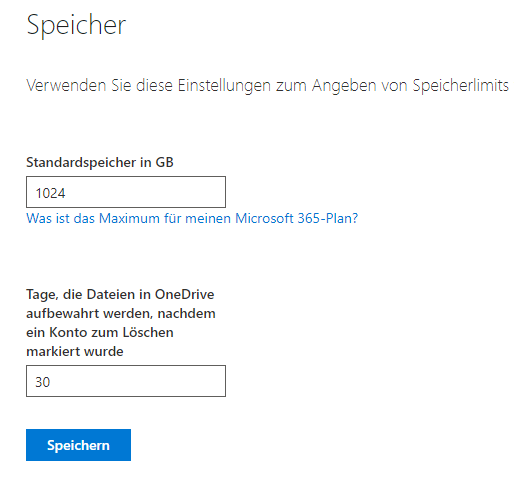 Speicher
Verwenden Sie diese Einstellungen zum Angeben von Speicherlimits
Standardspeicher in GB
1024
Was ist das Maximum für meinen Microsoft 365-Plan?
Tage, die Dateien in OneDrive
aufbewahrt werden, nachdem
ein Konto zum Löschen
markiert wurde
30
Speichern